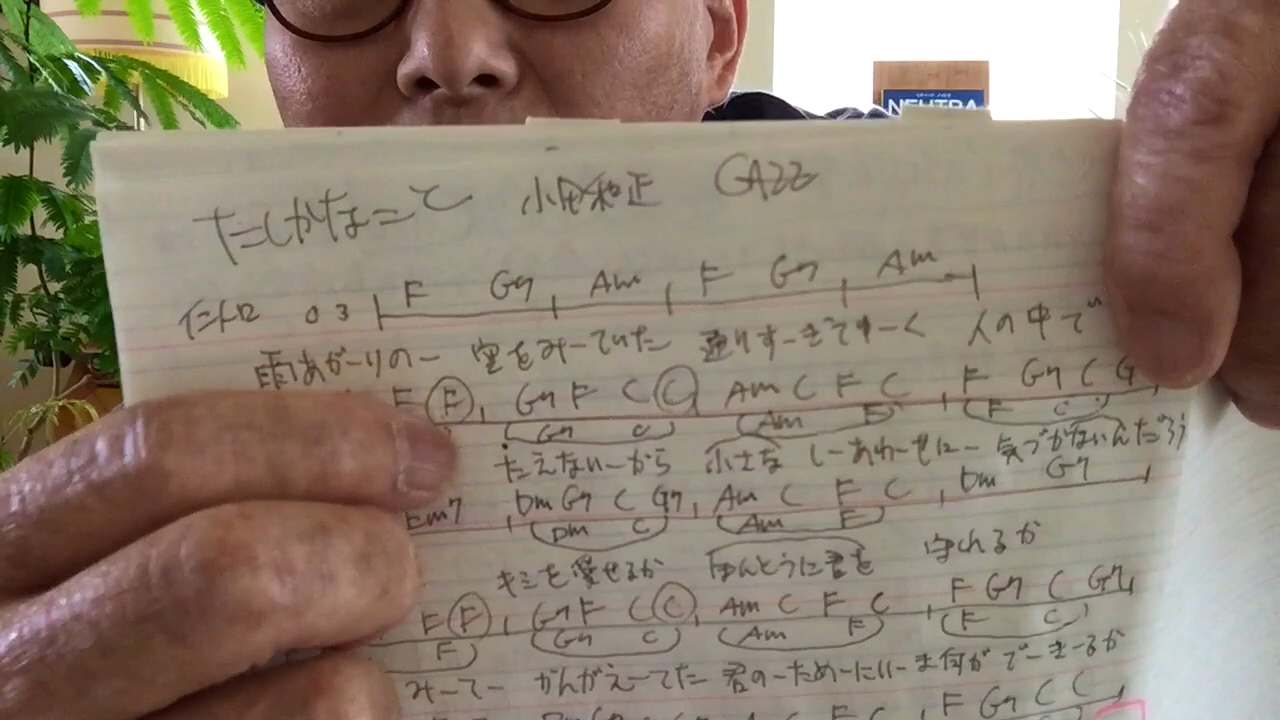 NEUTRA
たしかなこと 小田和正 GAZZ
イントロ 03 F G7 Am F G7 Am
雨あがーりのー 空をみーていた 通りすーぎてすーく 人の中で
F F G7 F C C Am C F C F G7 C G
G7 C Am F F C
たえないーから 小さな しーあわーせにー 気づかないんだろう
Em7 Dm G7 C G7 Am C F C Dm G7
Dm C Am F
キミを愛せるか ほんとうに君を 守れるか
F F G7 F C C Am C F C F G7 C G7
F G7 C Am F F C
みーてー かんがえーてた 君のーためーにいーま何がでーきーるか
F C F G7 C C